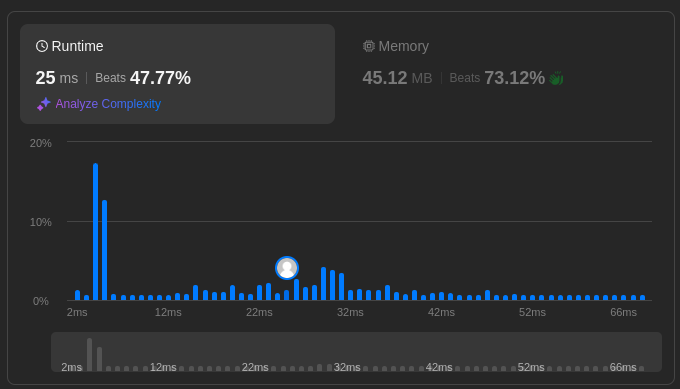 Runtime
Memory
25 ms | Beats 47.77%
45.12 MB | Beats 73.12%
Analyze Complexity
20%
10%
0%
2ms 12ms 22ms 32ms 42ms 52ms 66ms
2ms 12ms 22ms 32ms 42ms 52ms 66ms